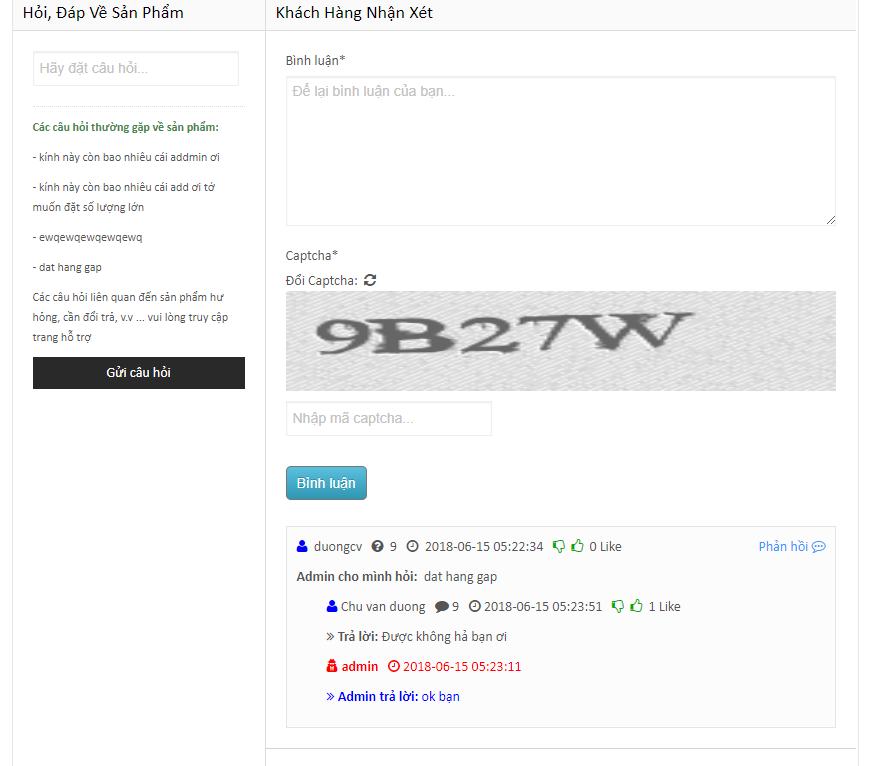 Hỏi, Đáp Về Sản Phẩm
Hãy đặt câu hỏi...
Các câu hỏi thường gặp về sản phẩm:
- kính này còn bao nhiêu cái addmin ơi
- kính này còn bao nhiêu cái add ơi tớ
muốn đặt số lượng lớn
- ewqewqewqewqewq
- dat hang gap
Các câu hỏi liên quan đến sản phẩm hư
hỏng, cần đổi trả, v.v ... vui lòng truy cập
trang hỗ trợ
Gửi câu hỏi
Khách Hàng Nhận Xét
Bình luận*
Để lại bình luận của bạn...
Captcha*
Đổi Captcha:
9B27W
Nhập mã captcha...
Bình luận
duongcv 9 2018-06-15 05:22:34 0 Like Phản hồi
Admin cho mình hỏi: dat hang gap
Chu van duong 9 2018-06-15 05:23:51 1 Like
» Trả lời: Được không hả bạn ơi
admin 2018-06-15 05:23:11
» Admin trả lời: ok bạn